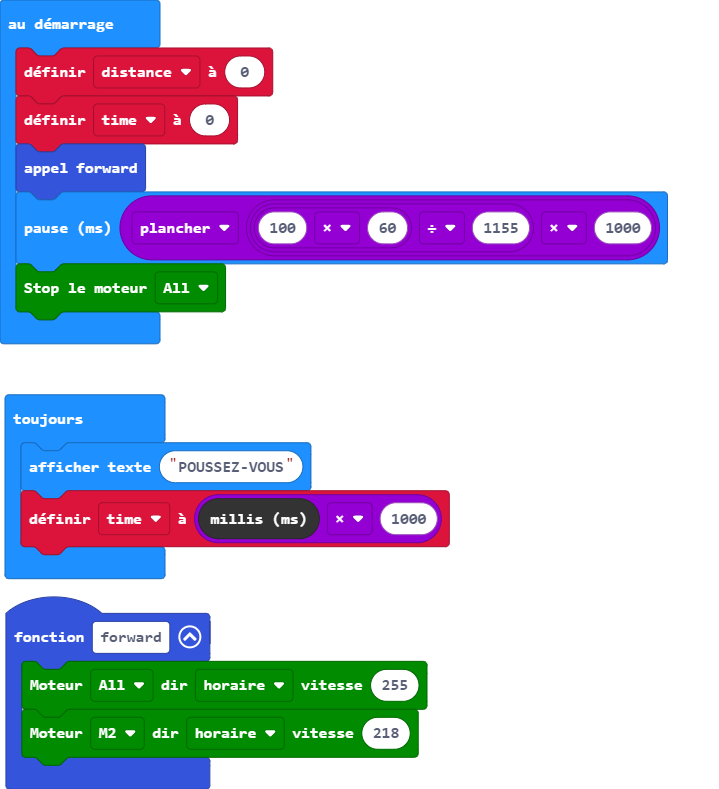 au démarrage
définir distance à 0
définir time à 0
appel forward
pause (ms) plancher 100 × 60 ÷ 1155 × 1000
Stop le moteur All
toujours
afficher texte "POUSSEZ-VOUS"
définir time à millis (ms) × 1000
fonction forward
Moteur All dir horaire vitesse 255
Moteur M2 dir horaire vitesse 218